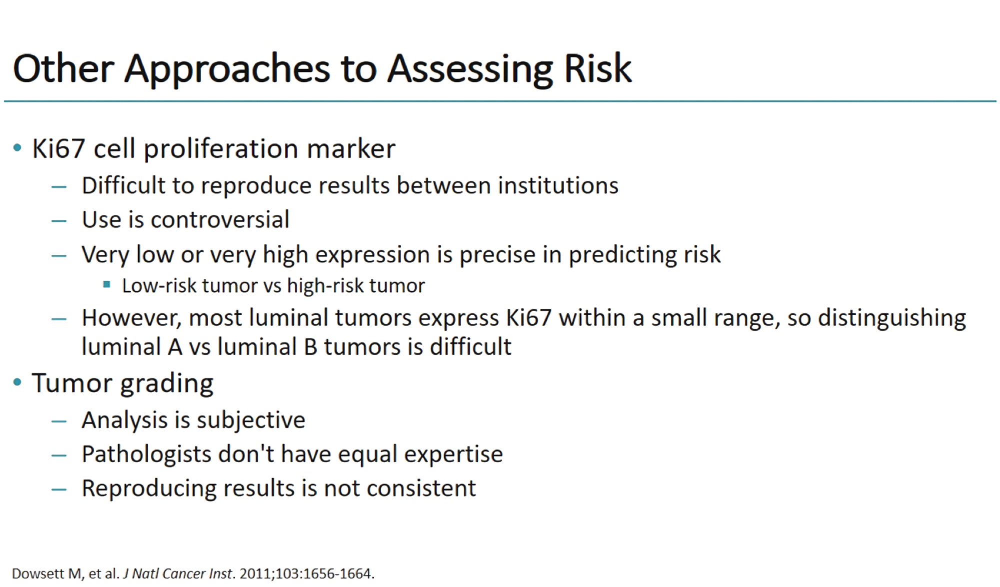 Other Approaches to Assessing Risk
• Ki67 cell proliferation marker
– Difficult to reproduce results between institutions
– Use is controversial
– Very low or very high expression is precise in predicting risk
▪ Low-risk tumor vs high-risk tumor
– However, most luminal tumors express Ki67 within a small range, so distinguishing
luminal A vs luminal B tumors is difficult
• Tumor grading
– Analysis is subjective
– Pathologists don't have equal expertise
– Reproducing results is not consistent
Dowsett M, et al. J Natl Cancer Inst. 2011;103:1656-1664.